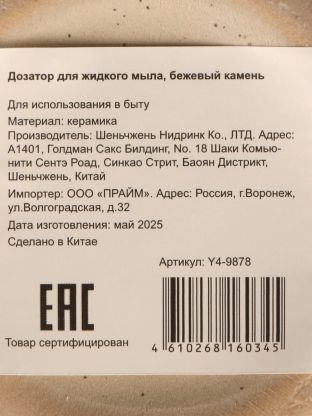 Дозатор для жидкого мыла, бежевый камень
Для использования в быту
Материал: керамика
Производитель: Шеньчжень Нидринк Ко., ЛТД. Адрес:
А1401, Голдман Сакс Билдинг, No. 18 Шаки Комью-
нити Сентэ Роад, Синкао Стрит, Баоян Дистрикт,
Шеньчжень, Китай
Импортер: ООО «ПРАЙМ». Адрес: Россия, г.Воронеж,
ул.Волгоградская, д.32
Дата изготовления: май 2025
Сделано в Китае
Артикул: Y4-9878
EAC
Товар сертифицирован
4 610268 160345